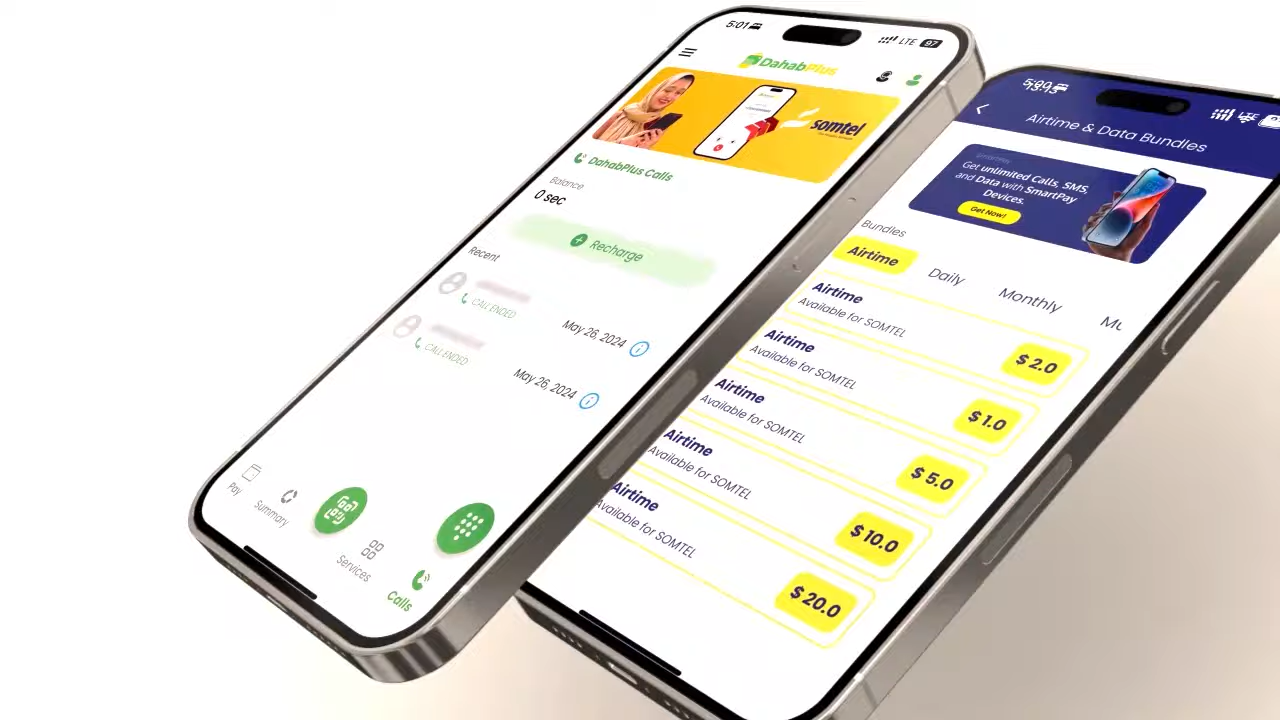 5:01
LTE 97
DahabPlus
somtel
DahabPlus Calls
Balance
0 sec
Recharge
Recent
CALL ENDED
May 26, 2024
CALL ENDED
May 26, 2024
Pay
Summary
Services
Calls
Airtime & Data Bundles
Get unlimited Calls, SMS,
and Data with SmartPay
Devices.
Get Now!
Bundles
Airtime
Daily
Monthly
Airtime
Available for SOMTEL
$ 2.0
Airtime
Available for SOMTEL
$ 1.0
Airtime
Available for SOMTEL
$ 5.0
Airtime
Available for SOMTEL
$ 10.0
Airtime
Available for SOMTEL
$ 20.0